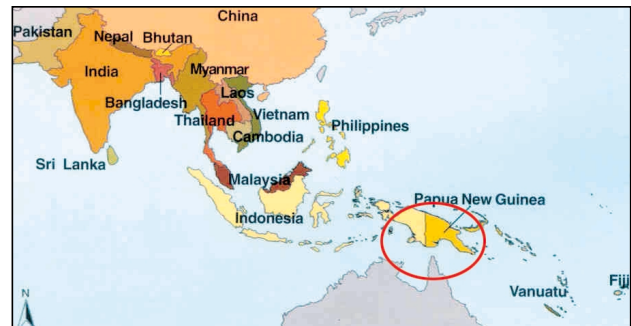 China
Pakistan
Nepal Bhutan
India
Myanmar
Laos
Bangladesh
Vietnam
Thailand
Philippines
Cambodia
Sri Lanka
Malaysia
Papua New Guinea
Indonesia
Fiji
Vanuatu
N